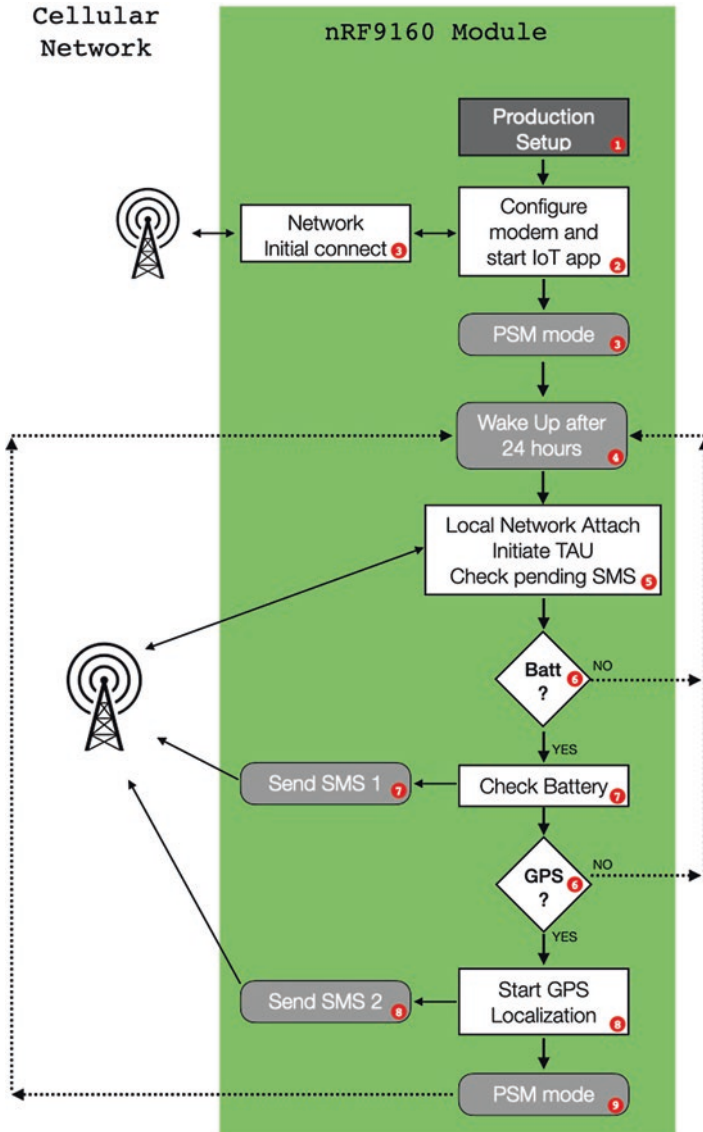 Cellular
Network
nRF9160 Module
Production
Setup
1
Network
Initial connect
3
Configure
modem and
start IoT app
2
PSM mode
3
Wake Up after
24 hours
4
Local Network Attach
Initiate TAU
Check pending SMS
5
Batt
?
6
NO
YES
Send SMS 1
7
Check Battery
7
GPS
?
6
NO
YES
Send SMS 2
8
Start GPS
Localization
8
PSM mode
9